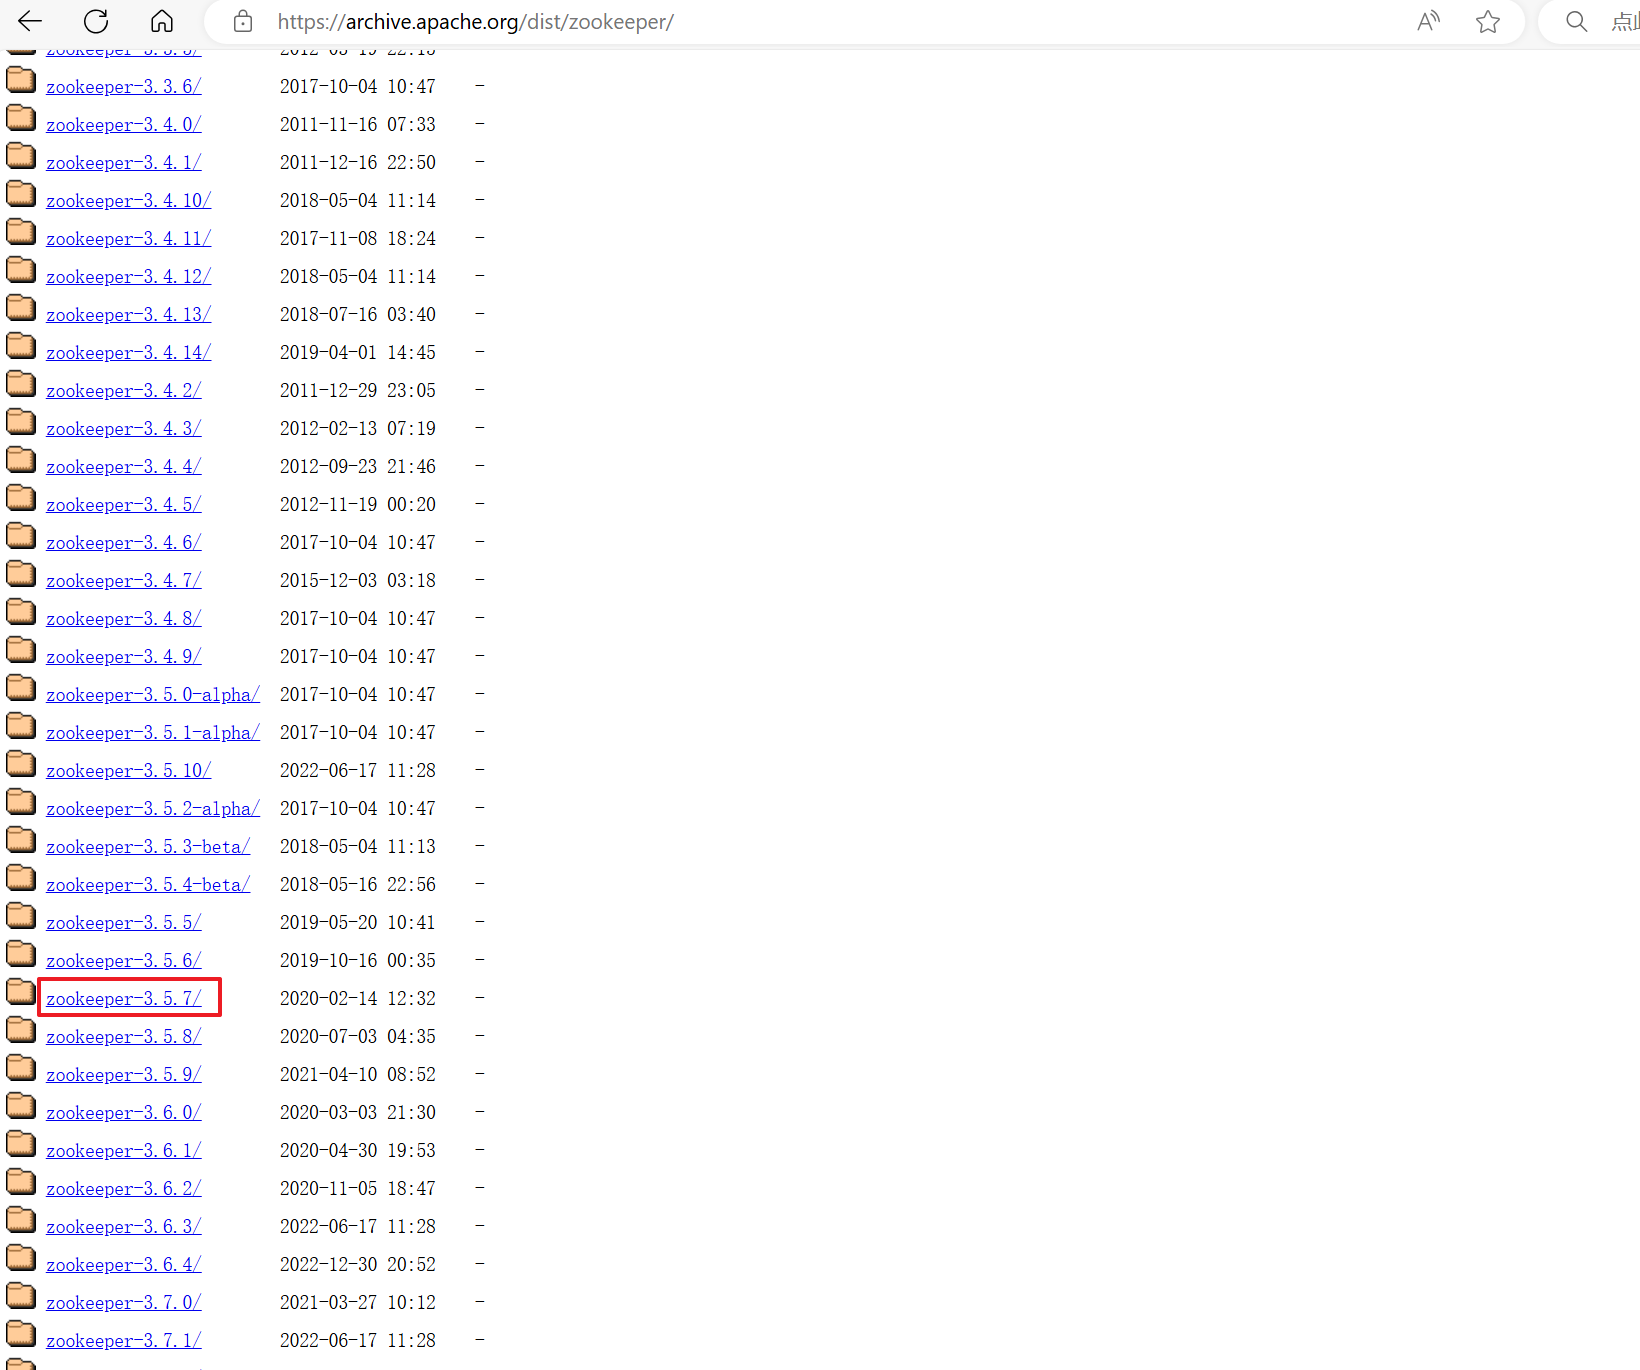 https://archive.apache.org/dist/zookeeper/
zookeeper-3.3.6/ 2017-10-04 10:47 -
zookeeper-3.4.0/ 2011-11-16 07:33 -
zookeeper-3.4.1/ 2011-12-16 22:50 -
zookeeper-3.4.10/ 2018-05-04 11:14 -
zookeeper-3.4.11/ 2017-11-08 18:24 -
zookeeper-3.4.12/ 2018-05-04 11:14 -
zookeeper-3.4.13/ 2018-07-16 03:40 -
zookeeper-3.4.14/ 2019-04-01 14:45 -
zookeeper-3.4.2/ 2011-12-29 23:05 -
zookeeper-3.4.3/ 2012-02-13 07:19 -
zookeeper-3.4.4/ 2012-09-23 21:46 -
zookeeper-3.4.5/ 2012-11-19 00:20 -
zookeeper-3.4.6/ 2017-10-04 10:47 -
zookeeper-3.4.7/ 2015-12-03 03:18 -
zookeeper-3.4.8/ 2017-10-04 10:47 -
zookeeper-3.4.9/ 2017-10-04 10:47 -
zookeeper-3.5.0-alpha/ 2017-10-04 10:47 -
zookeeper-3.5.1-alpha/ 2017-10-04 10:47 -
zookeeper-3.5.10/ 2022-06-17 11:28 -
zookeeper-3.5.2-alpha/ 2017-10-04 10:47 -
zookeeper-3.5.3-beta/ 2018-05-04 11:13 -
zookeeper-3.5.4-beta/ 2018-05-16 22:56 -
zookeeper-3.5.5/ 2019-05-20 10:41 -
zookeeper-3.5.6/ 2019-10-16 00:35 -
zookeeper-3.5.7/ 2020-02-14 12:32 -
zookeeper-3.5.8/ 2020-07-03 04:35 -
zookeeper-3.5.9/ 2021-04-10 08:52 -
zookeeper-3.6.0/ 2020-03-03 21:30 -
zookeeper-3.6.1/ 2020-04-30 19:53 -
zookeeper-3.6.2/ 2020-11-05 18:47 -
zookeeper-3.6.3/ 2022-06-17 11:28 -
zookeeper-3.6.4/ 2022-12-30 20:52 -
zookeeper-3.7.0/ 2021-03-27 10:12 -
zookeeper-3.7.1/ 2022-06-17 11:28 -